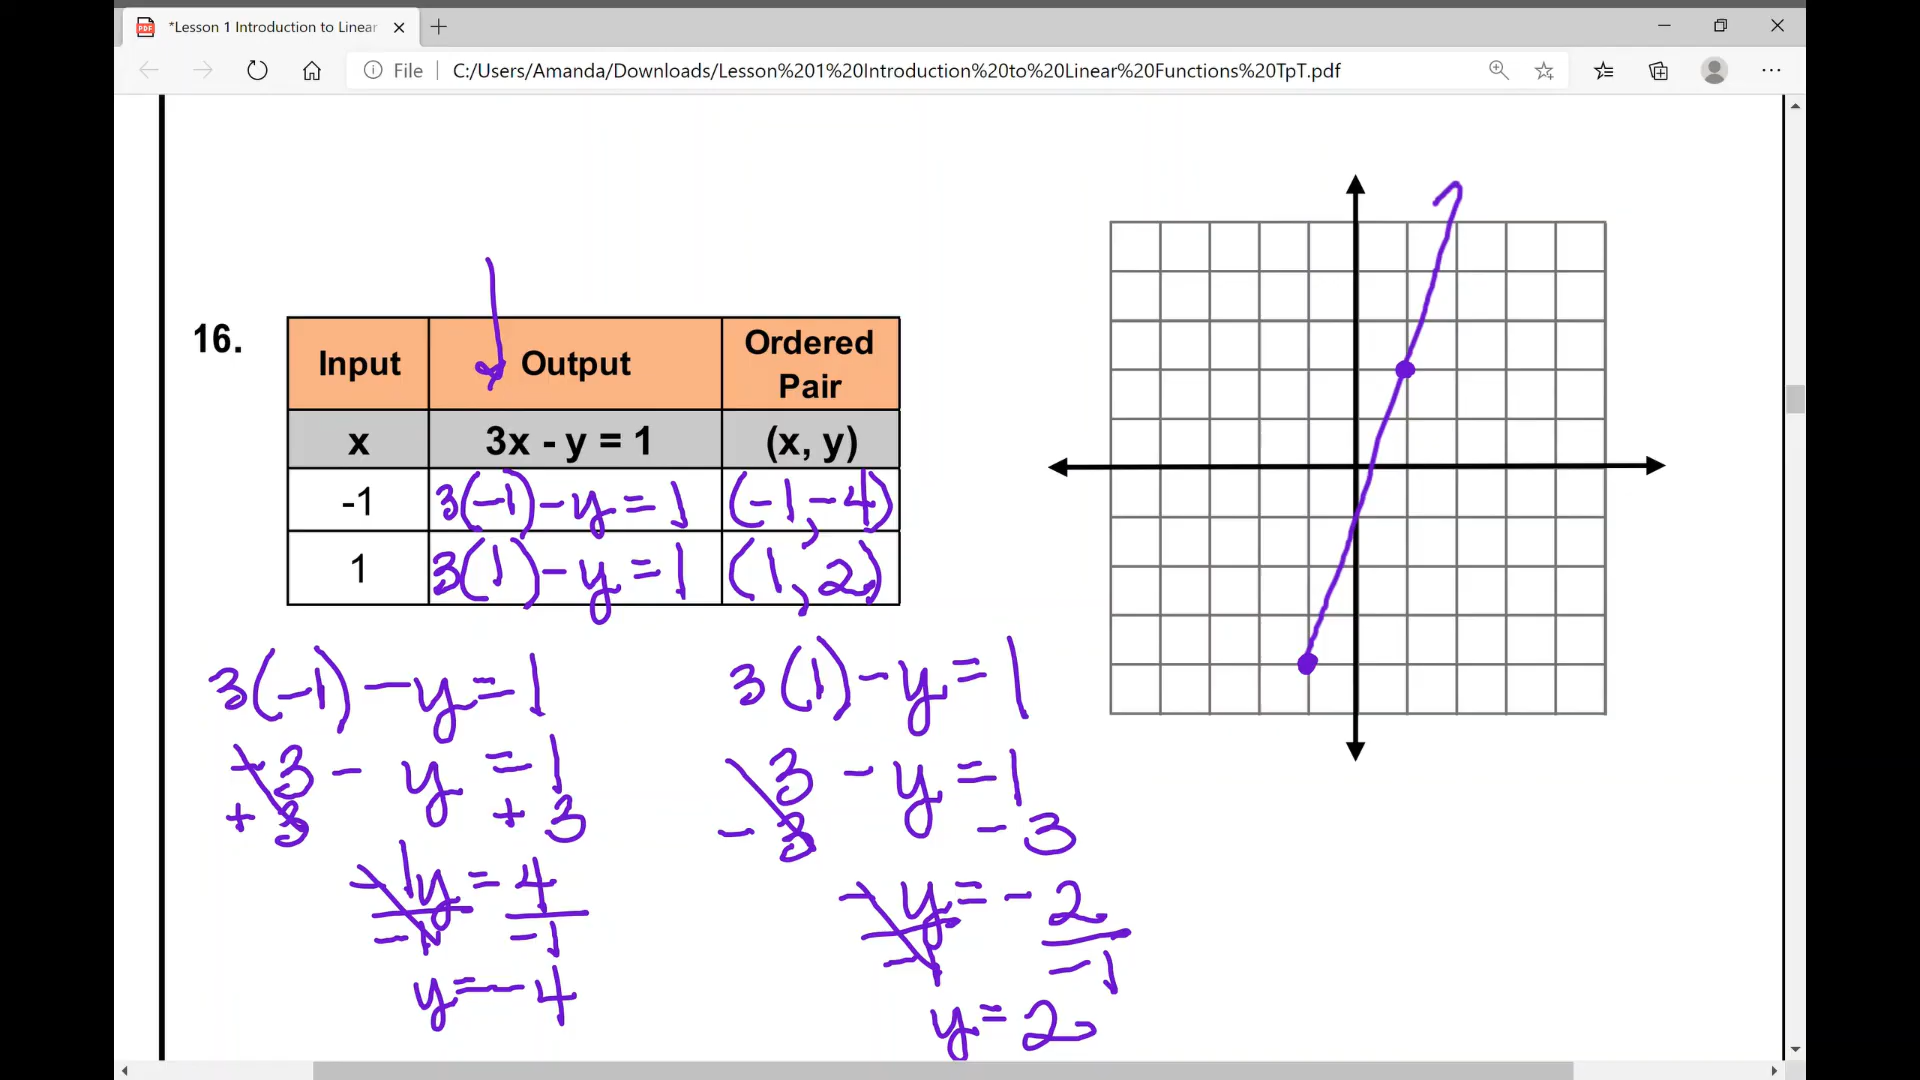 *Lesson 1 Introduction to Linear
File
C:/Users/Amanda/Downloads/Lesson%201%20Introduction%20to%20Linear%20Functions%20TpT.pdf
16.
Input Output Ordered Pair
x 3x - y = 1 (x, y)
-1 3(-1) - y = 1 (-1, -4)
1 3(1) - y = 1 (1, 2)
3(-1) - y = 1
-3 - y = 1
+ 3 + 3
-1y = 4
-1 -1
y = -4
3(1) - y = 1
3 - y = 1
- 3 - 3
-y = -2
-1 -1
y = 2